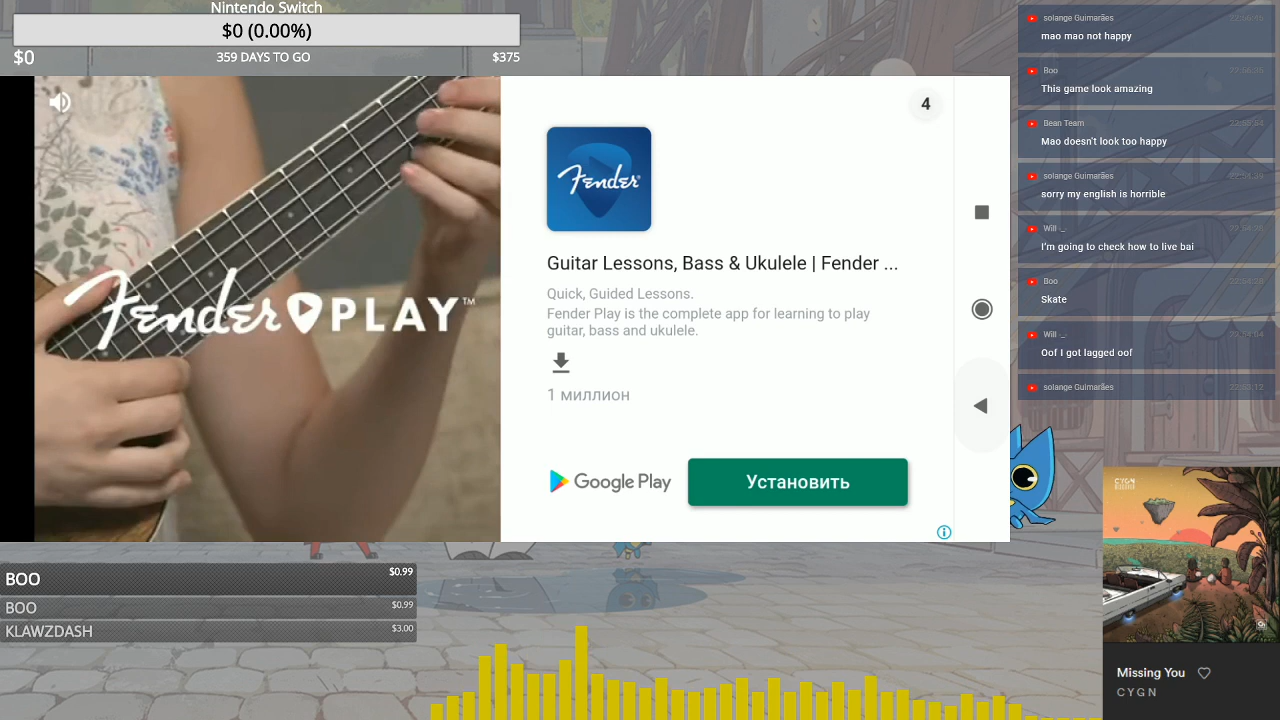 Nintendo Switch
$0 (0.00%)
$0
359 DAYS TO GO
$375
Fender PLAY™
4
Fender
Guitar Lessons, Bass & Ukulele | Fender ...
Quick, Guided Lessons.
Fender Play is the complete app for learning to play
guitar, bass and ukulele.
1 миллион
Google Play
Установить
solange Guimarães
mao mao not happy
Boo
This game look amazing
Bean Team
Mao doesn't look too happy
solange Guimarães
sorry my english is horrible
Will -_-
I'm going to check how to live bai
Boo
Skate
Will -_-
Oof I got lagged oof
solange Guimarães
BOO
$0.99
BOO
$0.99
KLAWZDASH
$3.00
CYGN
Missing You
CYGN